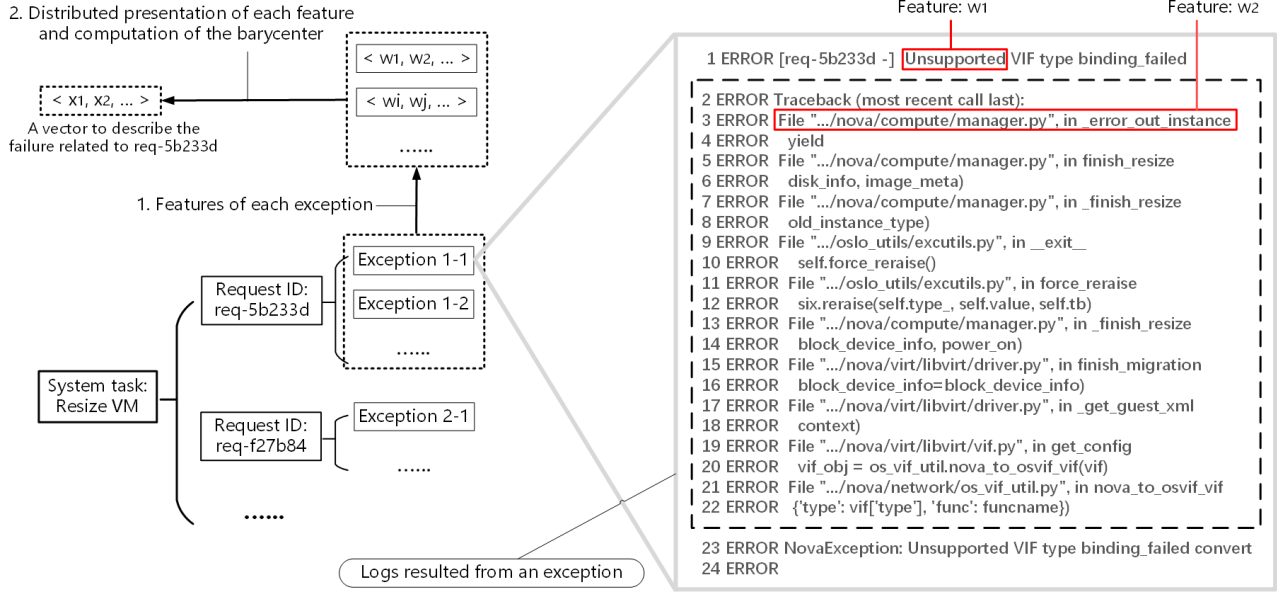 2. Distributed presentation of each feature
and computation of the barycenter
< x1, x2, ... >
A vector to describe the
failure related to req-5b233d
< w1, w2, ... >
< wi, wj, ... >
......
1. Features of each exception
Exception 1-1
Exception 1-2
......
Request ID:
req-5b233d
System task:
Resize VM
Request ID:
req-f27b84
Exception 2-1
......
......
Logs resulted from an exception
Feature: w1
Feature: w2
1 ERROR [req-5b233d -] Unsupported VIF type binding_failed
2 ERROR Traceback (most recent call last):
3 ERROR File ".../nova/compute/manager.py", in _error_out_instance
4 ERROR yield
5 ERROR File ".../nova/compute/manager.py", in finish_resize
6 ERROR disk_info, image_meta)
7 ERROR File ".../nova/compute/manager.py", in _finish_resize
8 ERROR old_instance_type)
9 ERROR File ".../oslo_utils/excutils.py", in __exit__
10 ERROR self.force_reraise()
11 ERROR File ".../oslo_utils/excutils.py", in force_reraise
12 ERROR six.reraise(self.type_, self.value, self.tb)
13 ERROR File ".../nova/compute/manager.py", in _finish_resize
14 ERROR block_device_info, power_on)
15 ERROR File ".../nova/virt/libvirt/driver.py", in finish_migration
16 ERROR block_device_info=block_device_info)
17 ERROR File ".../nova/virt/libvirt/driver.py", in _get_guest_xml
18 ERROR context)
19 ERROR File ".../nova/virt/libvirt/vif.py", in get_config
20 ERROR vif_obj = os_vif_util.nova_to_osvif_vif(vif)
21 ERROR File ".../nova/network/os_vif_util.py", in nova_to_osvif_vif
22 ERROR {'type': vif['type'], 'func': funcname})
23 ERROR NovaException: Unsupported VIF type binding_failed convert
24 ERROR